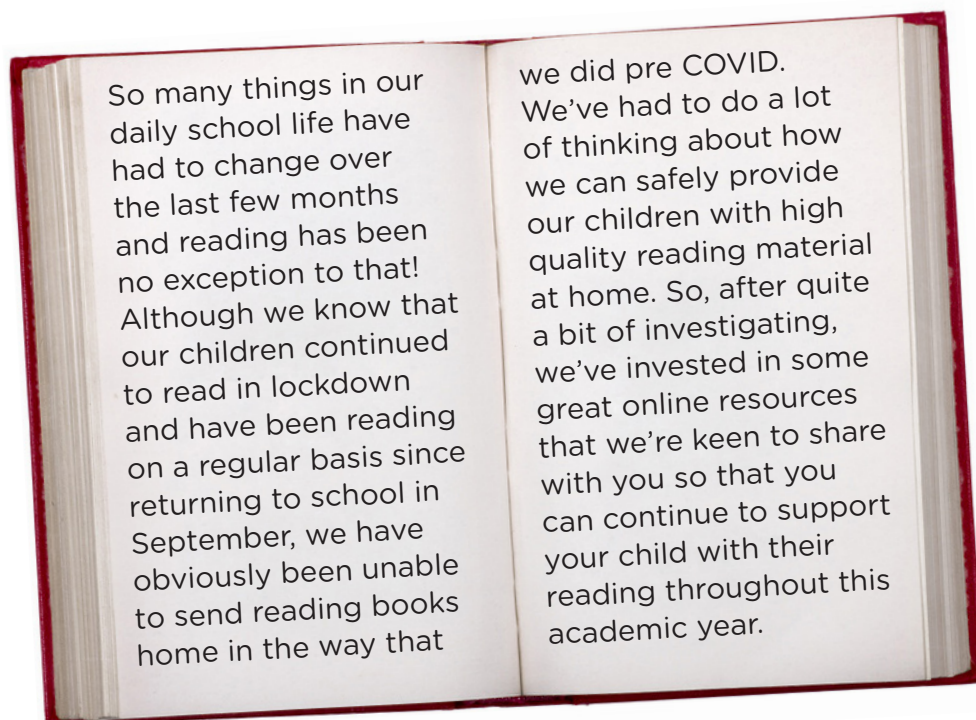 So many things in our
daily school life have
had to change over
the last few months
and reading has been
no exception to that!
Although we know that
our children continued
to read in lockdown
and have been reading
on a regular basis since
returning to school in
September, we have
obviously been unable
to send reading books
home in the way that
we did pre COVID.
We’ve had to do a lot
of thinking about how
we can safely provide
our children with high
quality reading material
at home. So, after quite
a bit of investigating,
we’ve invested in some
great online resources
that we’re keen to share
with you so that you
can continue to support
your child with their
reading throughout this
academic year.